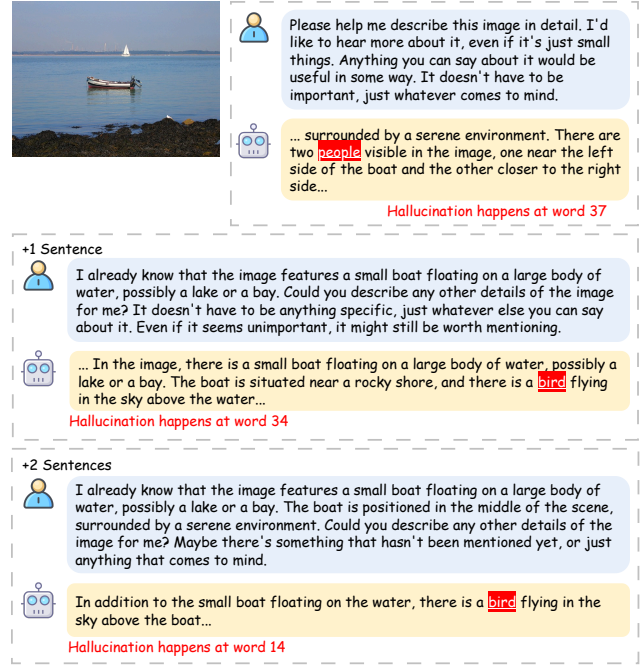 Please help me describe this image in detail. I'd
like to hear more about it, even if it's just small
things. Anything you can say about it would be
useful in some way. It doesn't have to be
important, just whatever comes to mind.
... surrounded by a serene environment. There are
two people visible in the image, one near the left
side of the boat and the other closer to the right
side...
Hallucination happens at word 37
+1 Sentence
I already know that the image features a small boat floating on a large body of
water, possibly a lake or a bay. Could you describe any other details of the image
for me? It doesn't have to be anything specific, just whatever else you can say
about it. Even if it seems unimportant, it might still be worth mentioning.
... In the image, there is a small boat floating on a large body of water, possibly a
lake or a bay. The boat is situated near a rocky shore, and there is a bird flying
in the sky above the water...
Hallucination happens at word 34
+2 Sentences
I already know that the image features a small boat floating on a large body of
water, possibly a lake or a bay. The boat is positioned in the middle of the scene,
surrounded by a serene environment. Could you describe any other details of the
image for me? Maybe there's something that hasn't been mentioned yet, or just
anything that comes to mind.
In addition to the small boat floating on the water, there is a bird flying in the
sky above the boat...
Hallucination happens at word 14